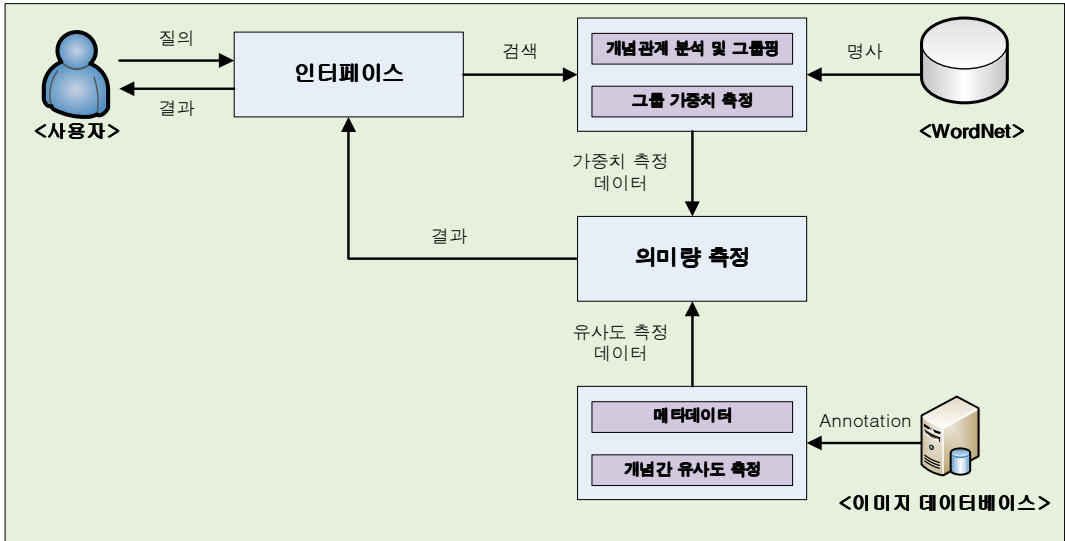 질의
결과
<사용자>
인터페이스
검색
개념관계 분석 및 그룹핑
그룹 가중치 측정
명사
<WordNet>
가중치 측정
데이터
결과
의미량 측정
유사도 측정
데이터
메타데이터
개념간 유사도 측정
Annotation
<이미지 데이터베이스>